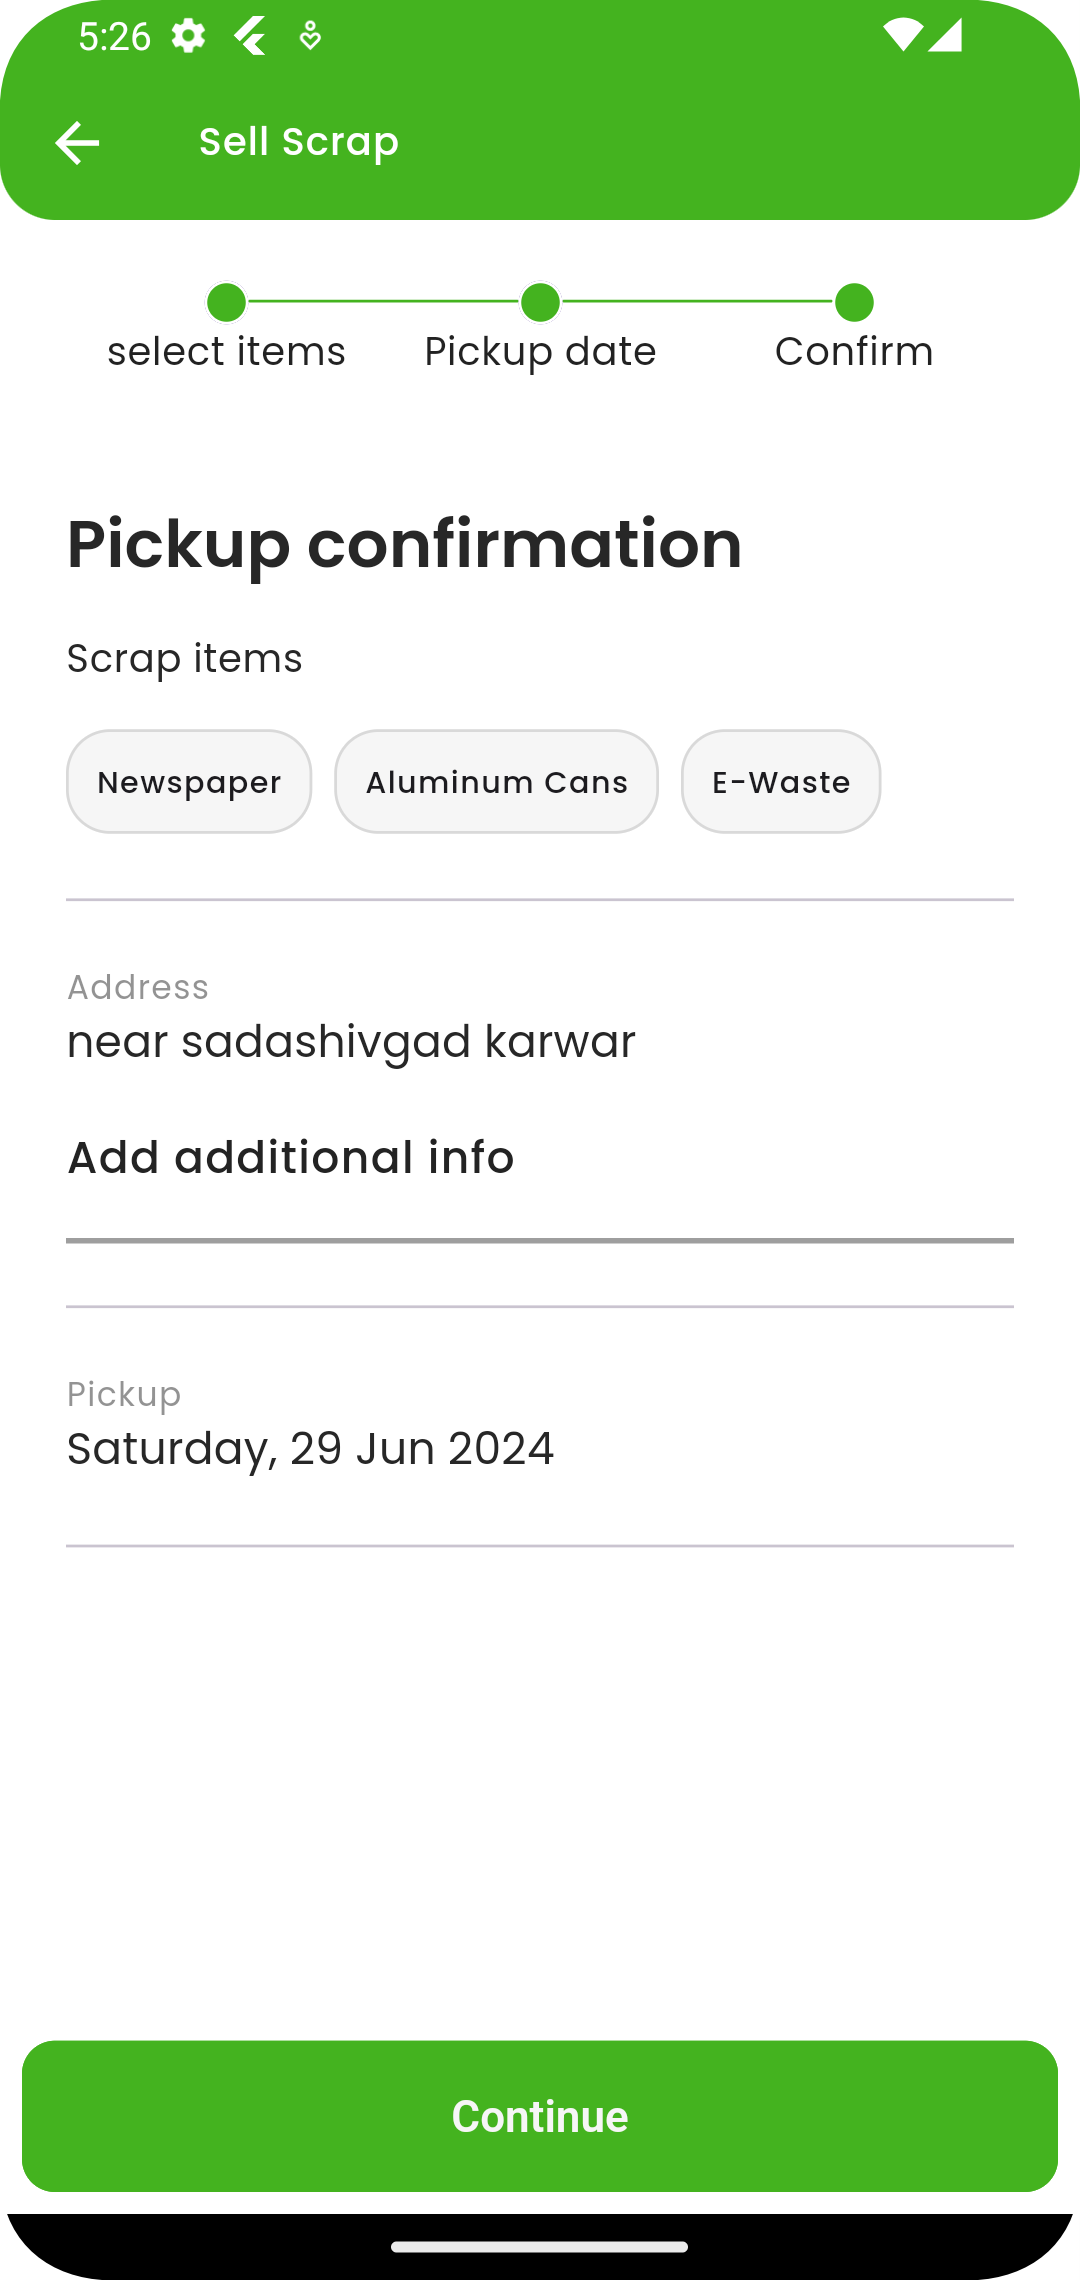 5:26
Sell Scrap
select items Pickup date Confirm
Pickup confirmation
Scrap items
Newspaper Aluminum Cans E-Waste
Address
near sadashivgad karwar
Add additional info
Pickup
Saturday, 29 Jun 2024
Continue